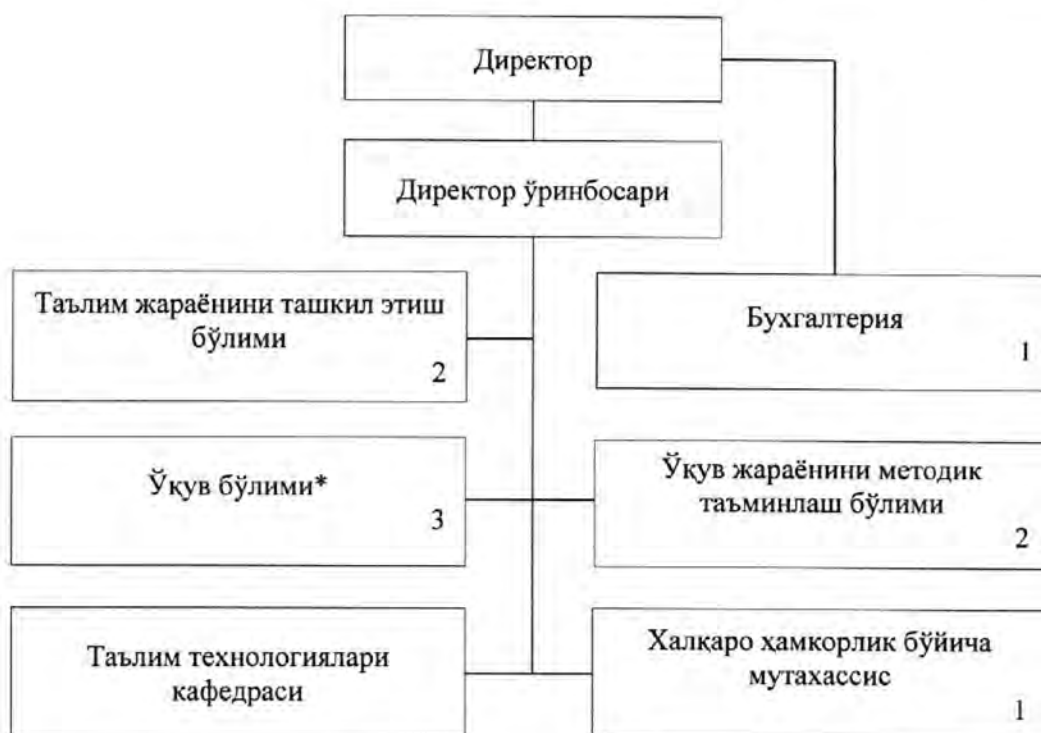 Директор
Директор ўринбосари
Таълим жараёнини ташкил этиш
бўлими
2
Бухгалтерия
1
Ўқув бўлими*
3
Ўқув жараёнини методик
таъминлаш бўлими
2
Таълим технологиялари
кафедраси
Халқаро ҳамкорлик бўйича
мутахассис
1